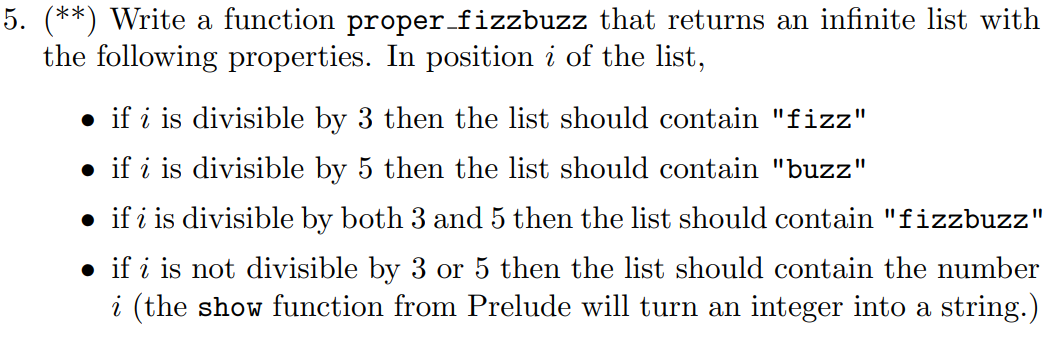 5. (**) Write a function proper_fizzbuzz that returns an infinite list with
the following properties. In position i of the list,
• if i is divisible by 3 then the list should contain "fizz"
• if i is divisible by 5 then the list should contain "buzz"
• if i is divisible by both 3 and 5 then the list should contain "fizzbuzz"
• if i is not divisible by 3 or 5 then the list should contain the number
i (the show function from Prelude will turn an integer into a string.)